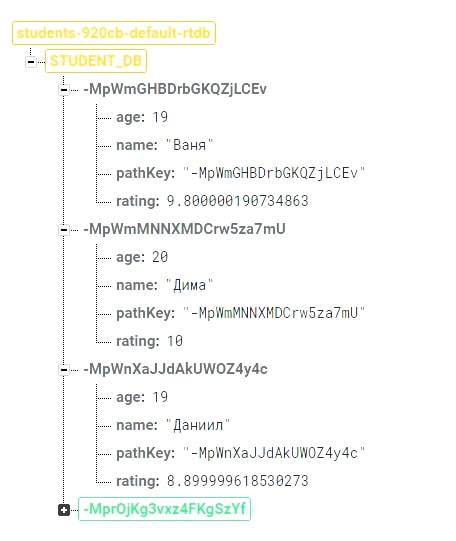 students-920cb-default-rtdb
STUDENT_DB
-MpWmGHBDrbGKQZjLCEv
age: 19
name: "Ваня"
pathKey: "-MpWmGHBDrbGKQZjLCEv"
rating: 9.800000190734863
-MpWmMNNXMDCrw5za7mU
age: 20
name: "Дима"
pathKey: "-MpWmMNNXMDCrw5za7mU"
rating: 10
-MpWnXaJJdAkUWOZ4y4c
age: 19
name: "Даниил"
pathKey: "-MpWnXaJJdAkUWOZ4y4c"
rating: 8.899999618530273
-MprOjKg3vxz4FKgSzYf